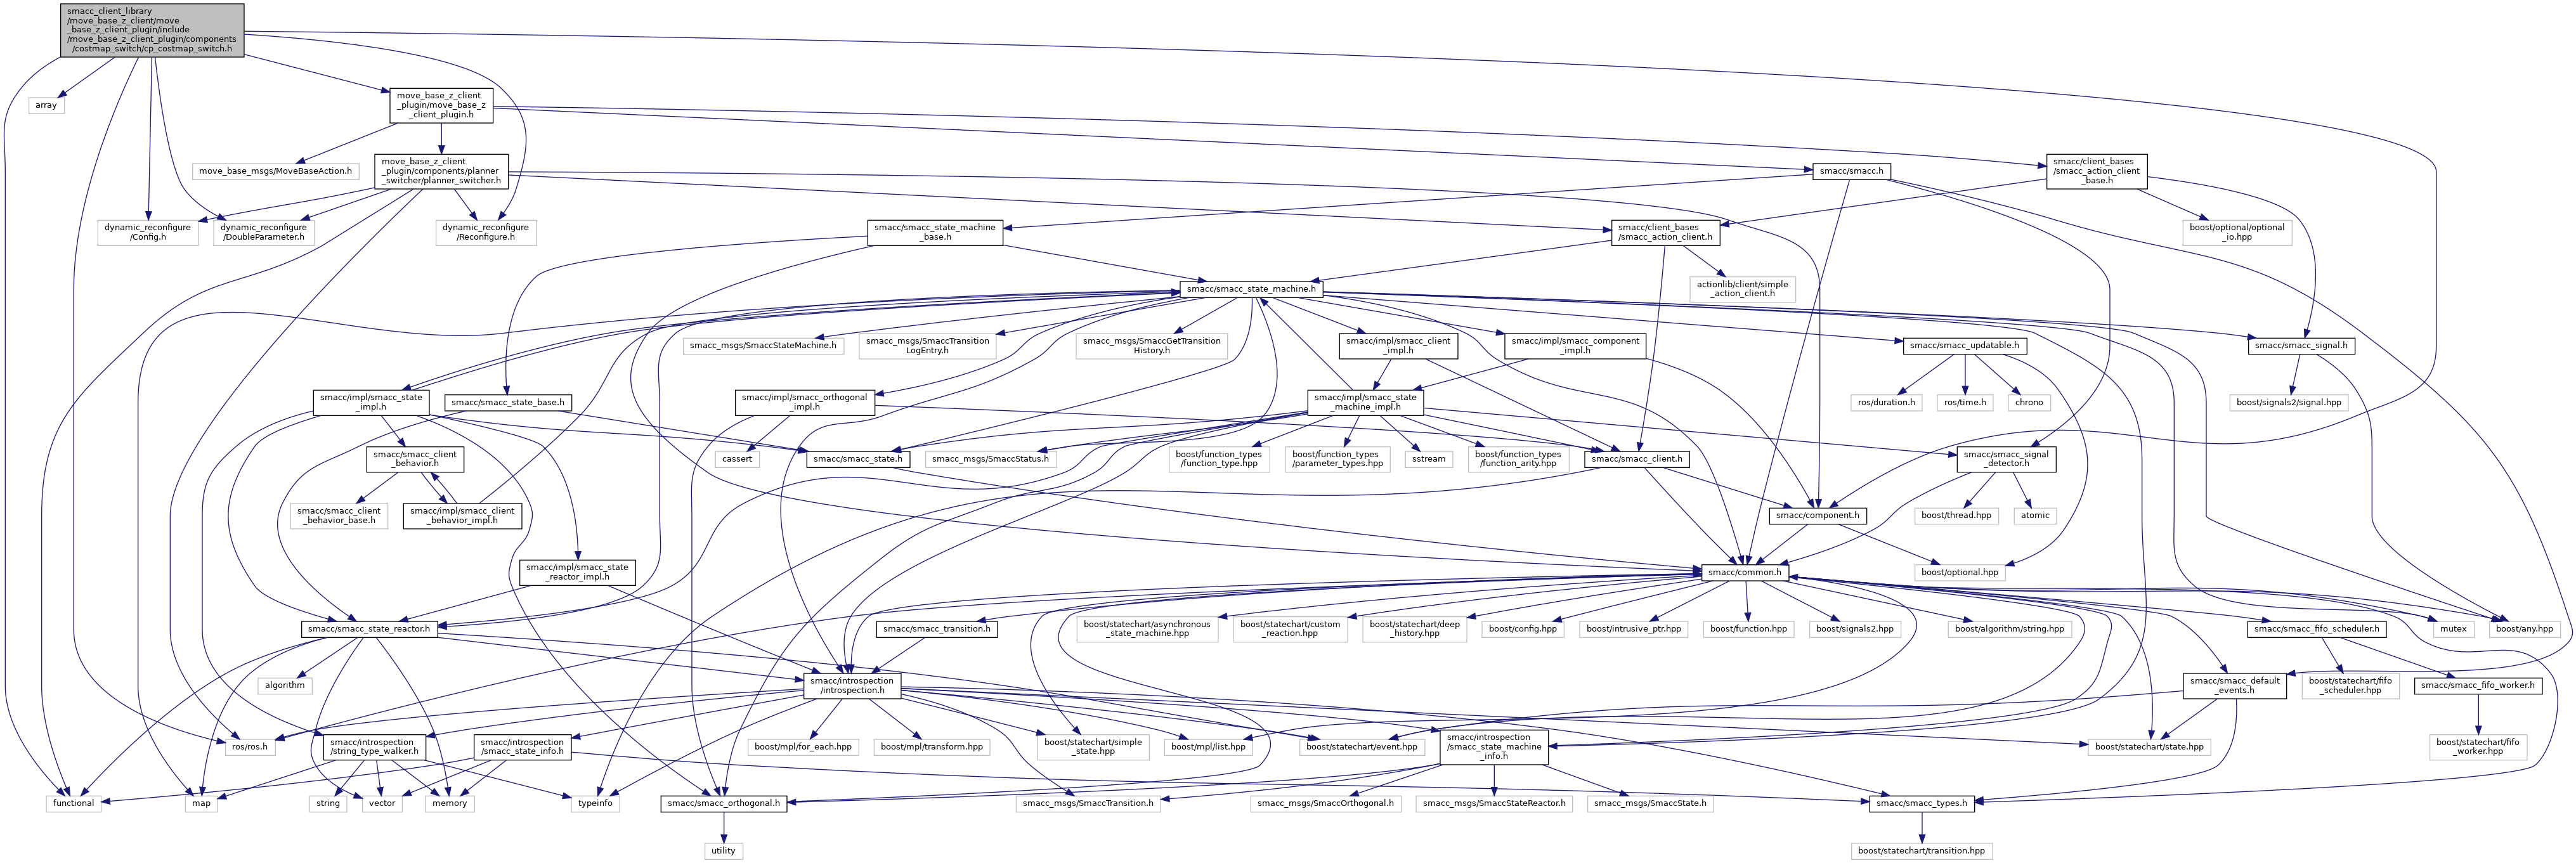 smacc_client_library
/move_base_z_client/move
_base_z_client_plugin/include
/move_base_z_client_plugin/components
/costmap_switch/cp_costmap_switch.h
array
move_base_z_client
_plugin/move_base_z
_client_plugin.h
move_base_msgs/MoveBaseAction.h
move_base_z_client
_plugin/components/planner
_switcher/planner_switcher.h
smacc/smacc.h
smacc/client_bases
/smacc_action_client
_base.h
dynamic_reconfigure
/Config.h
dynamic_reconfigure
/DoubleParameter.h
dynamic_reconfigure
/Reconfigure.h
smacc/smacc_state_machine
_base.h
smacc/client_bases
/smacc_action_client.h
boost/optional/optional
_io.hpp
smacc/smacc_state_machine.h
actionlib/client/simple
_action_client.h
smacc_msgs/SmaccStateMachine.h
smacc_msgs/SmaccTransition
LogEntry.h
smacc_msgs/SmaccGetTransition
History.h
smacc/impl/smacc_client
_impl.h
smacc/impl/smacc_component
_impl.h
smacc/smacc_updatable.h
smacc/smacc_signal.h
smacc/impl/smacc_state
_impl.h
smacc/smacc_state_base.h
smacc/impl/smacc_orthogonal
_impl.h
smacc/impl/smacc_state
_machine_impl.h
ros/duration.h
ros/time.h
chrono
boost/signals2/signal.hpp
smacc/smacc_client
_behavior.h
cassert
smacc/smacc_state.h
smacc_msgs/SmaccStatus.h
boost/function_types
/function_type.hpp
boost/function_types
/parameter_types.hpp
sstream
boost/function_types
/function_arity.hpp
smacc/smacc_client.h
smacc/smacc_signal
_detector.h
smacc/smacc_client
_behavior_base.h
smacc/impl/smacc_client
_behavior_impl.h
smacc/component.h
boost/thread.hpp
atomic
smacc/impl/smacc_state
_reactor_impl.h
smacc/common.h
boost/optional.hpp
smacc/smacc_state_reactor.h
smacc/smacc_transition.h
boost/statechart/asynchronous
_state_machine.hpp
boost/statechart/custom
_reaction.hpp
boost/statechart/deep
_history.hpp
boost/config.hpp
boost/intrusive_ptr.hpp
boost/function.hpp
boost/signals2.hpp
boost/algorithm/string.hpp
smacc/smacc_fifo_scheduler.h
mutex
boost/any.hpp
algorithm
smacc/introspection
/introspection.h
smacc/smacc_default
_events.h
boost/statechart/fifo
_scheduler.hpp
smacc/smacc_fifo_worker.h
ros/ros.h
smacc/introspection
/string_type_walker.h
smacc/introspection
/smacc_state_info.h
boost/mpl/for_each.hpp
boost/mpl/transform.hpp
boost/statechart/simple
_state.hpp
boost/mpl/list.hpp
boost/statechart/event.hpp
smacc/introspection
/smacc_state_machine
_info.h
boost/statechart/state.hpp
boost/statechart/fifo
_worker.hpp
functional
map
string
vector
memory
typeinfo
smacc/smacc_orthogonal.h
smacc_msgs/SmaccTransition.h
smacc_msgs/SmaccOrthogonal.h
smacc_msgs/SmaccStateReactor.h
smacc_msgs/SmaccState.h
smacc/smacc_types.h
utility
boost/statechart/transition.hpp